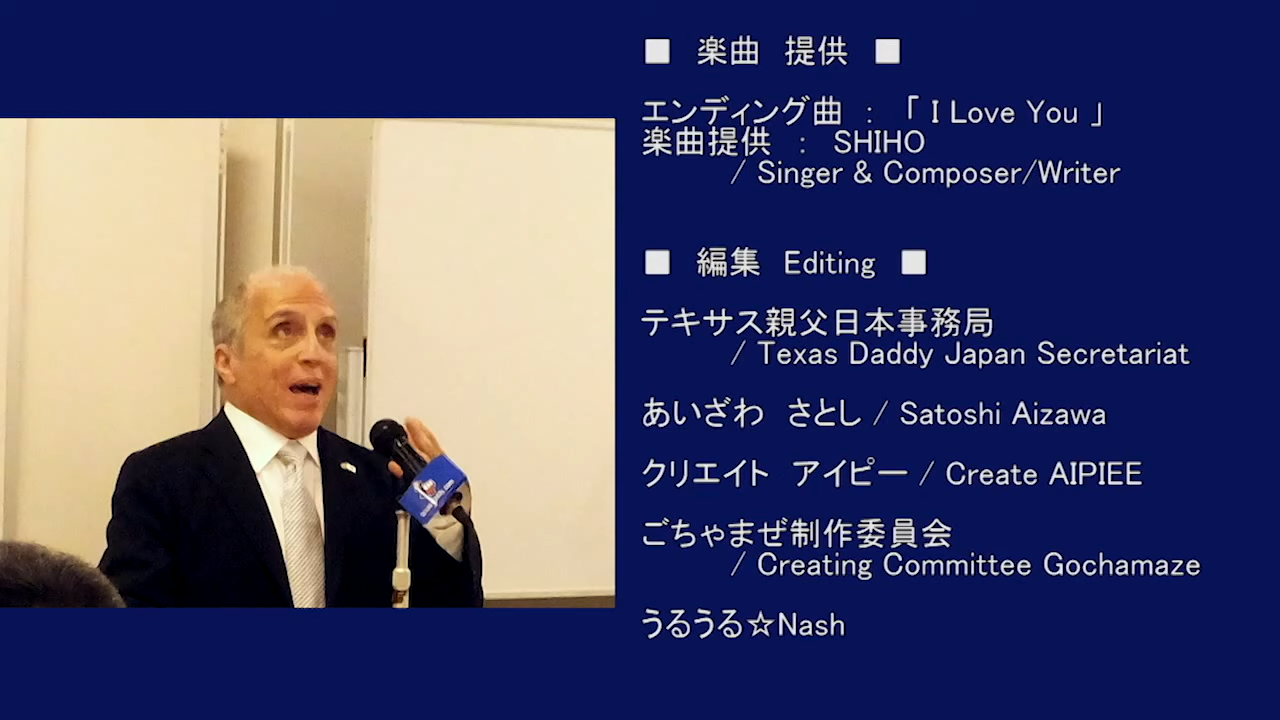 ■ 楽曲 提供 ■
エンディング曲 : 「 I Love You 」
楽曲提供 : SHIHO
/ Singer & Composer/Writer
■ 編集 Editing ■
テキサス親父日本事務局
/ Texas Daddy Japan Secretariat
あいざわ さとし / Satoshi Aizawa
クリエイト アイピー / Create AIPIEE
ごちゃまぜ制作委員会
/ Creating Committee Gochamaze
うるうる☆Nash